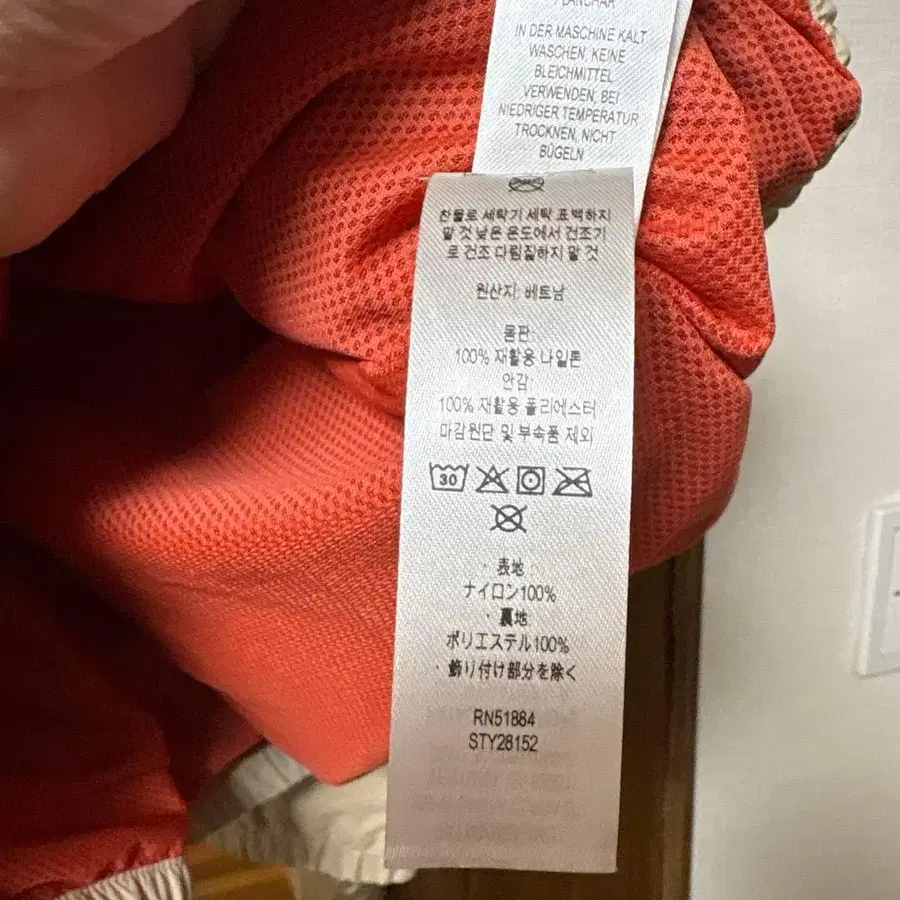 PLANCHAR
IN DER MASCHINE KALT
WASCHEN, KEINE
BLEICHMITTEL
VERWENDEN, BEI
NIEDRIGER TEMPERATUR
TROCKNEN, NICHT
BÜGELN
찬물로 세탁기 세탁 표백하지
말 것 낮은 온도에서 건조기
로 건조 다림질하지 말 것
원산지: 베트남
몸판:
100% 재활용 나일론
안감:
100% 재활용 폴리에스터
마감원단 및 부속품 제외
30
・表地
ナイロン100%
・裏地
ポリエステル100%
・飾り付け部分を除く
RN51884
STY28152